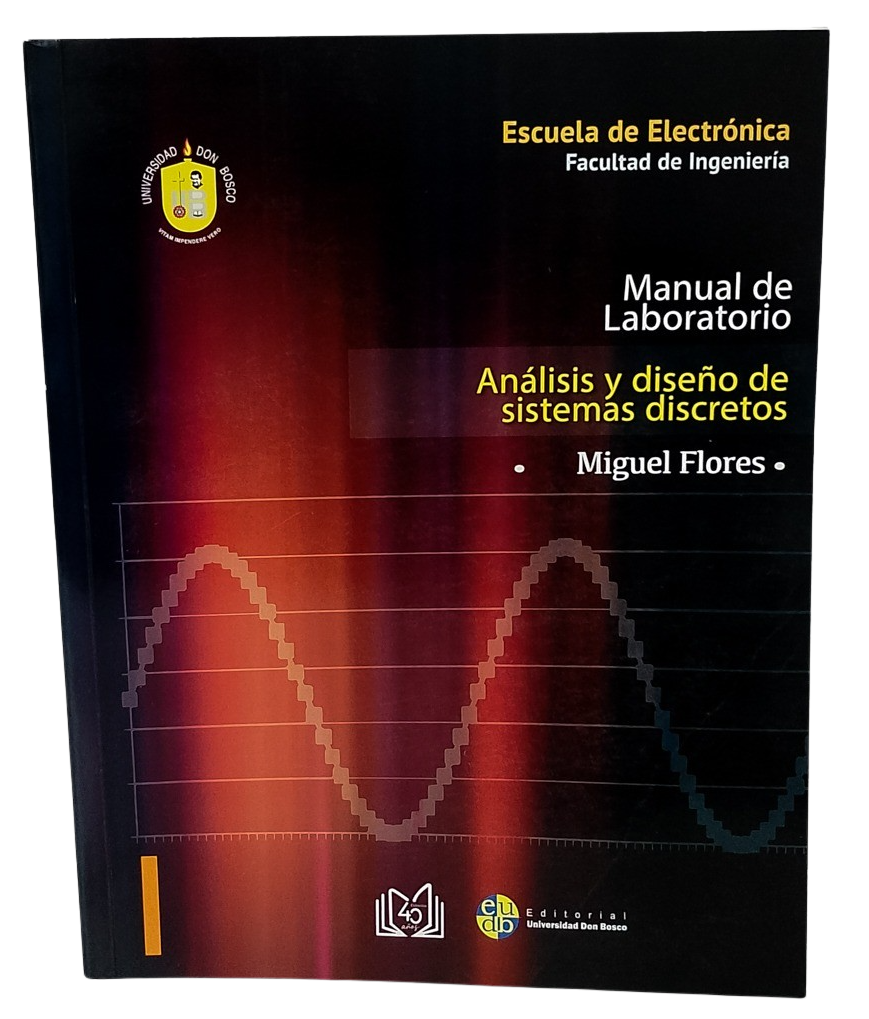 Escuela de Electrónica
Facultad de Ingeniería
UNIVERSIDAD DON BOSCO
VITAM IMPENDERE VERO
Manual de
Laboratorio
Análisis y diseño de
sistemas discretos
• Miguel Flores •
40
años
eu
db
Editorial
Universidad Don Bosco